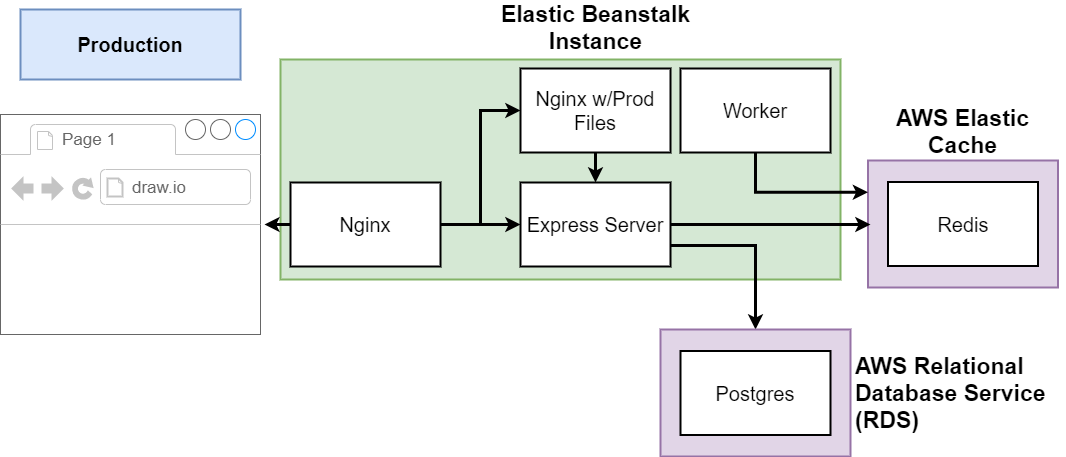 Production
Elastic Beanstalk
Instance
Page 1
draw.io
Nginx
Nginx w/Prod
Files
Worker
Express Server
AWS Elastic
Cache
Redis
Postgres
AWS Relational
Database Service
(RDS)